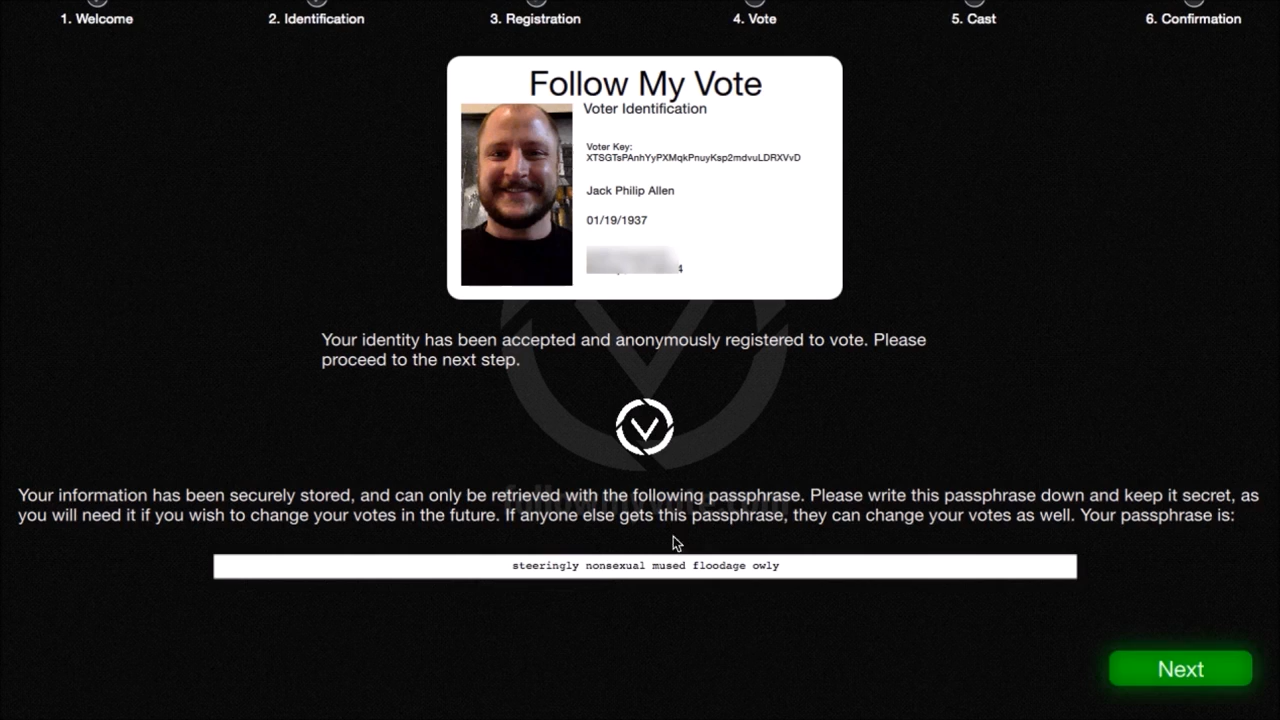 1. Welcome
2. Identification
3. Registration
4. Vote
5. Cast
6. Confirmation
Follow My Vote
Voter Identification
Voter Key:
XTSGTsPAnhYyPXMqkPnuyKsp2mdvuLDRXVvD
Jack Philip Allen
01/19/1937
4
Your identity has been accepted and anonymously registered to vote. Please
proceed to the next step.
Your information has been securely stored, and can only be retrieved with the following passphrase. Please write this passphrase down and keep it secret, as
you will need it if you wish to change your votes in the future. If anyone else gets this passphrase, they can change your votes as well. Your passphrase is:
steeringly nonsexual mused floodage owly
Next